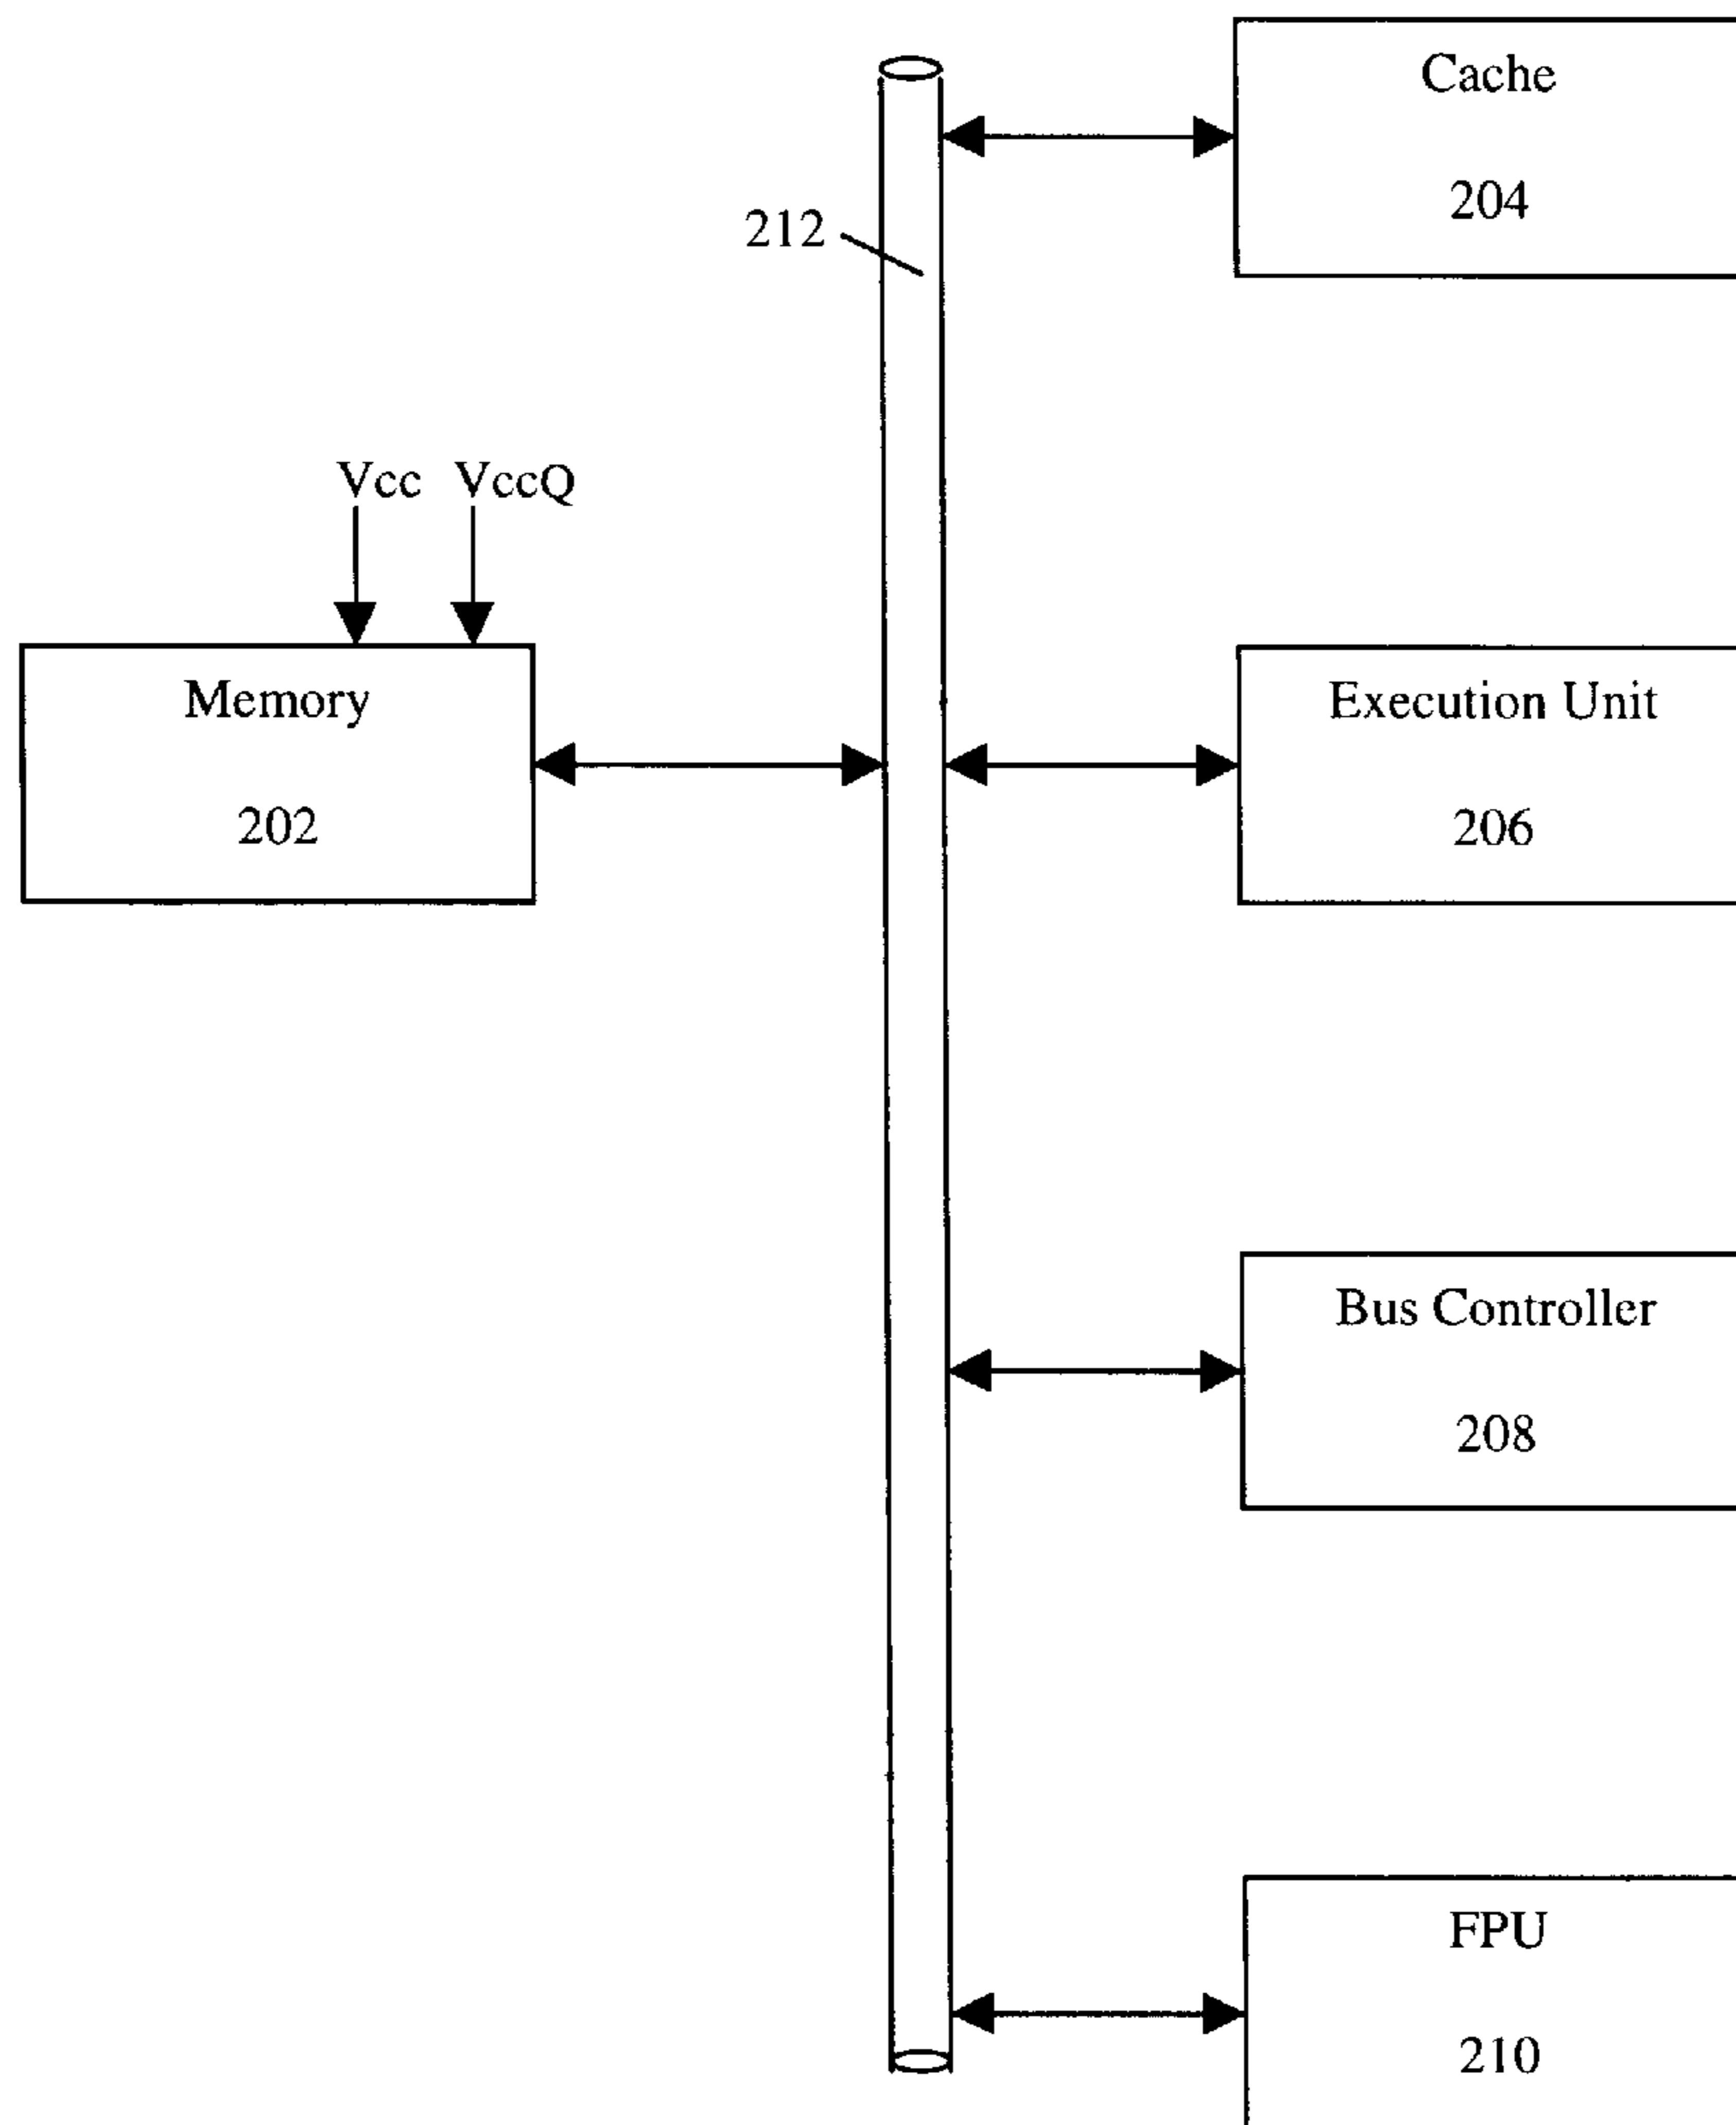 Cache
204
212
Vcc VccQ
Memory
202
Execution Unit
206
Bus Controller
208
FPU
210